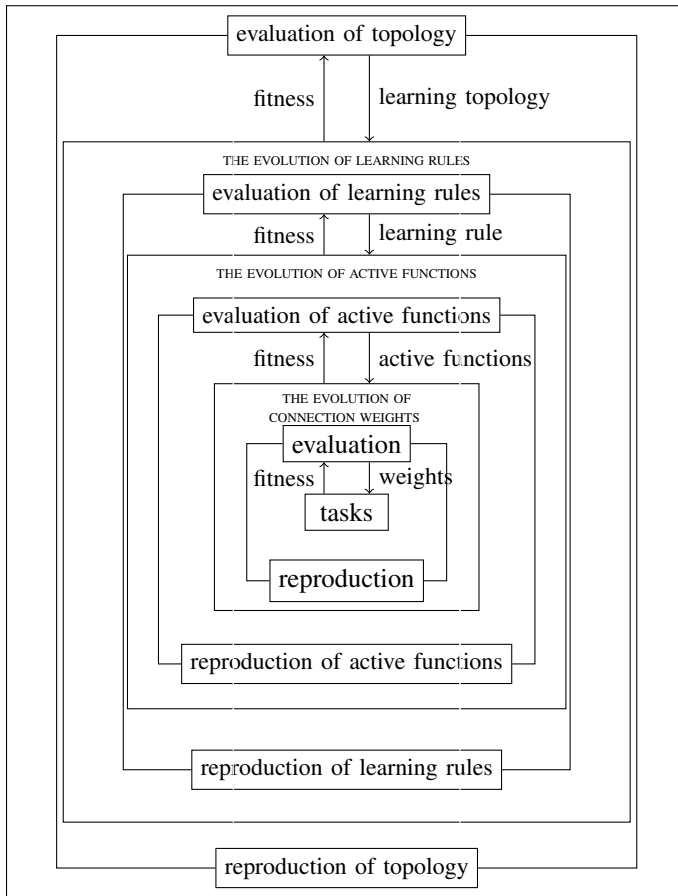 evaluation of topology
fitness
learning topology
THE EVOLUTION OF LEARNING RULES
evaluation of learning rules
fitness
learning rule
THE EVOLUTION OF ACTIVE FUNCTIONS
evaluation of active functions
fitness
active functions
THE EVOLUTION OF
CONNECTION WEIGHTS
evaluation
fitness
weights
tasks
reproduction
reproduction of active functions
reproduction of learning rules
reproduction of topology